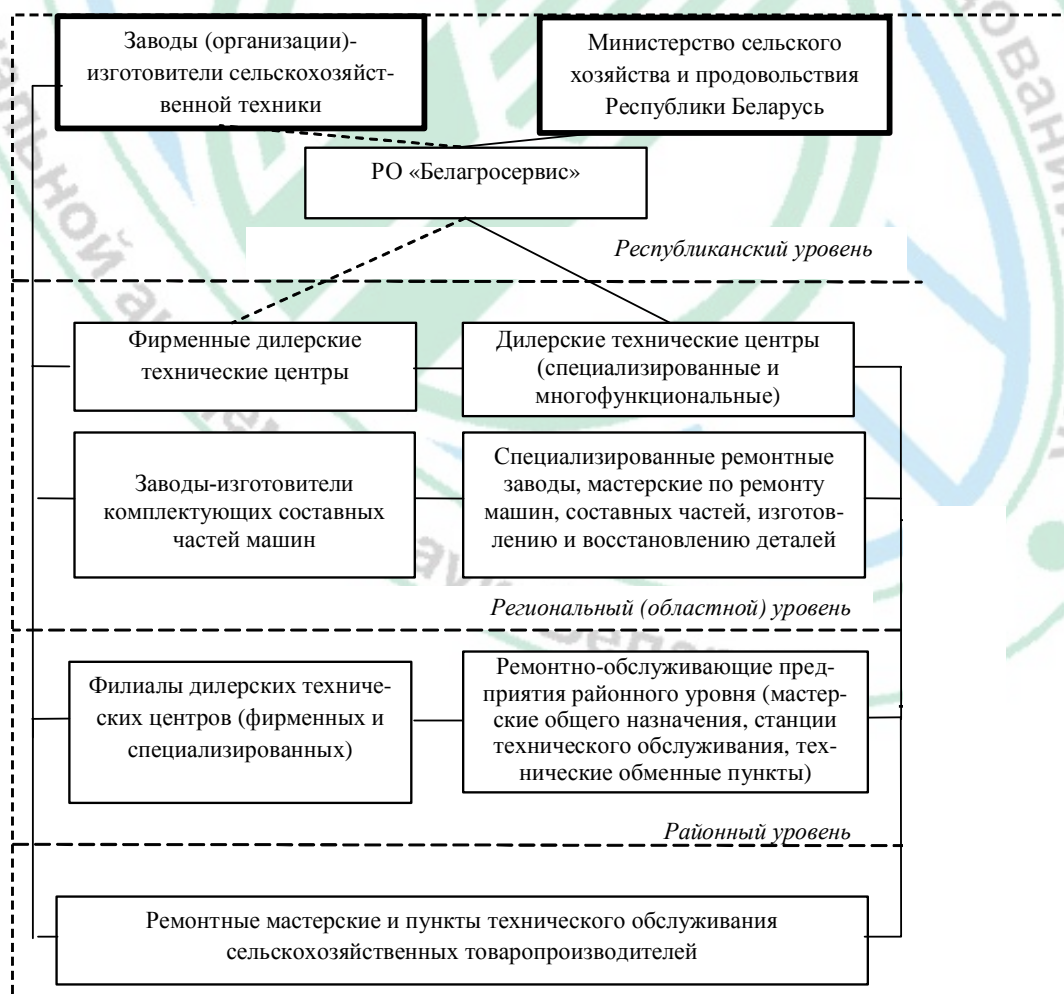 Заводы (организации)-
изготовители сельскохозяйст-
венной техники
Министерство сельского
хозяйства и продовольствия
Республики Беларусь
РО «Белагросервис»
Республиканский уровень
Фирменные дилерские
технические центры
Дилерские технические центры
(специализированные и
многофункциональные)
Заводы-изготовители
комплектующих составных
частей машин
Специализированные ремонтные
заводы, мастерские по ремонту
машин, составных частей, изготов-
лению и восстановлению деталей
Региональный (областной) уровень
Филиалы дилерских техниче-
ских центров (фирменных и
специализированных)
Ремонтно-обслуживающие пред-
приятия районного уровня (мастер-
ские общего назначения, станции
технического обслуживания, тех-
нические обменные пункты)
Районный уровень
Ремонтные мастерские и пункты технического обслуживания
сельскохозяйственных товаропроизводителей